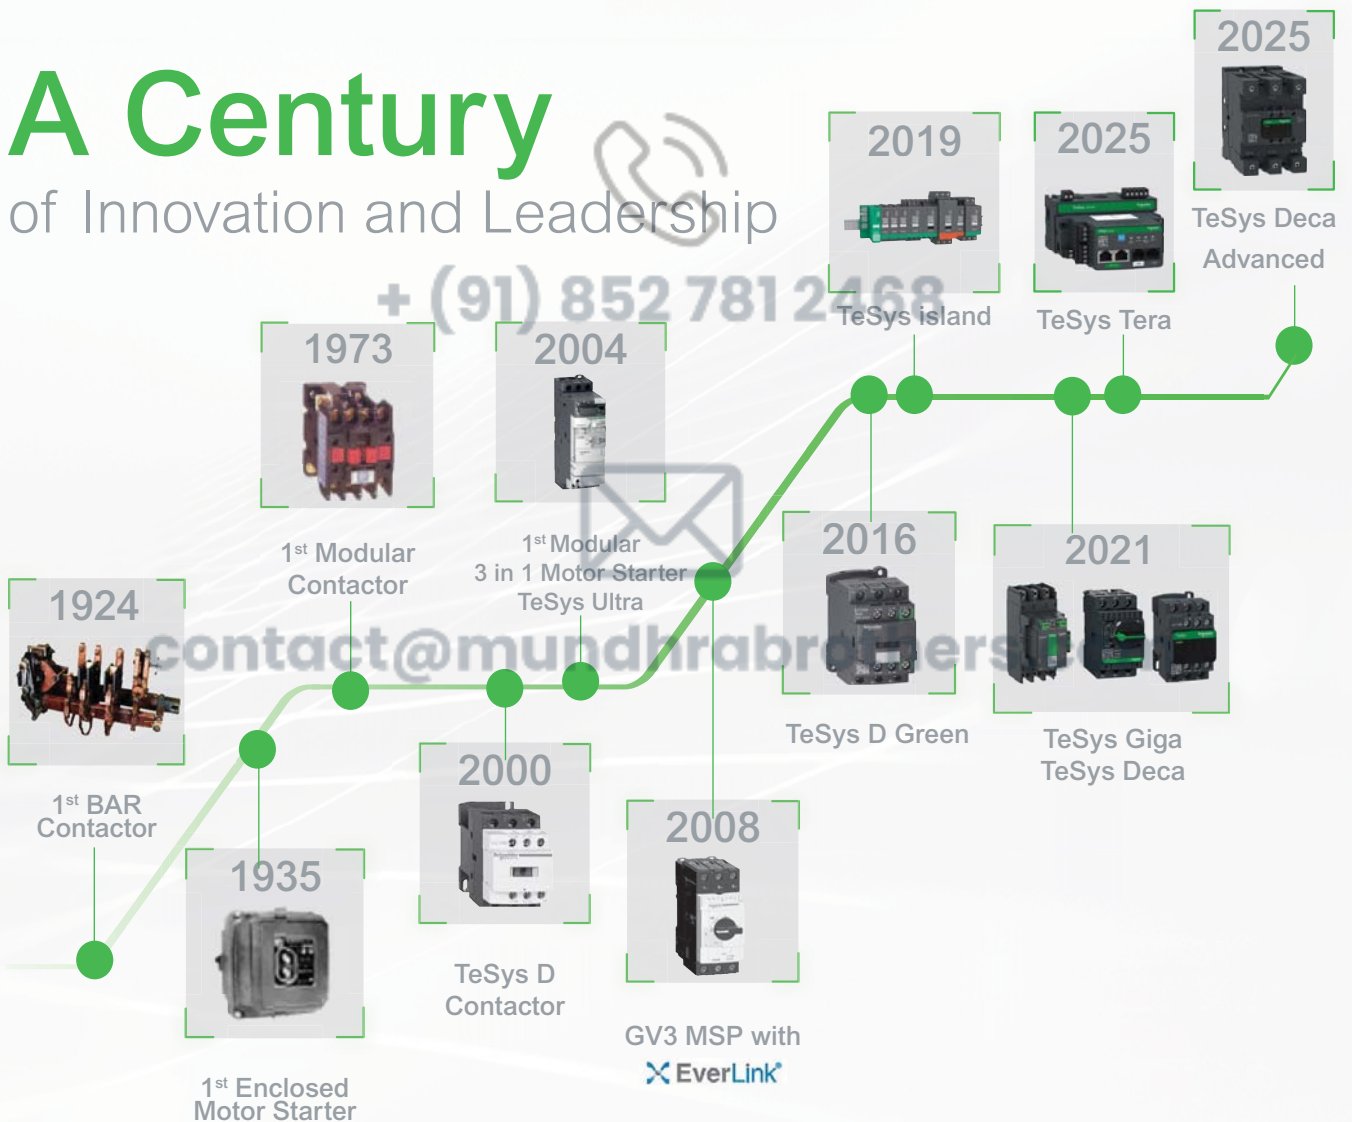 A Century
of Innovation and Leadership
+ (91) 852 781 2468
contact@mundhrabrothers.c
1924
1st BAR
Contactor
1935
1st Enclosed
Motor Starter
1973
1st Modular
Contactor
2000
TeSys D
Contactor
2004
1st Modular
3 in 1 Motor Starter
TeSys Ultra
2008
GV3 MSP with
EverLink®
2016
TeSys D Green
2019
TeSys island
2021
TeSys Giga
TeSys Deca
2025
TeSys Tera
2025
TeSys Deca
Advanced